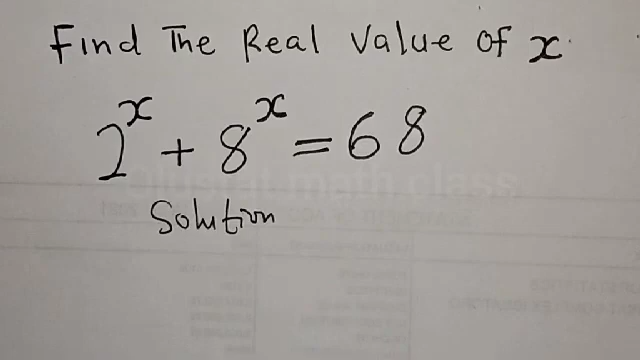 Find The Real Value of x.
2^x + 8^x = 68
Solution